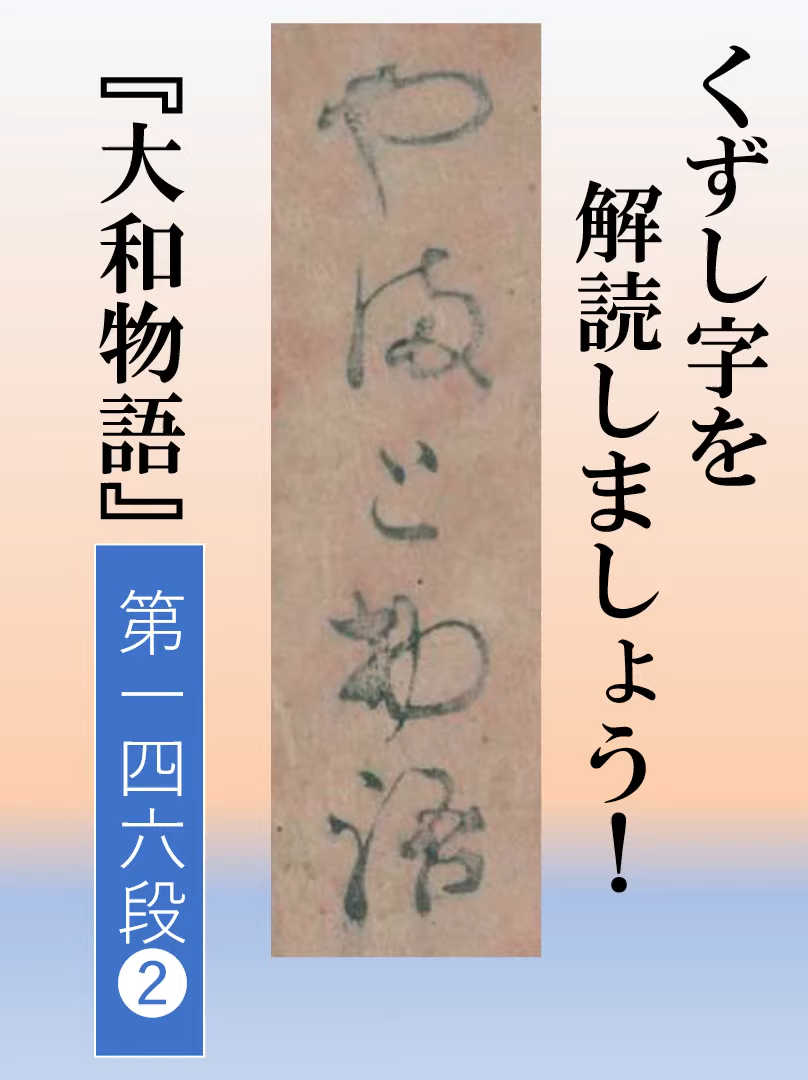 くずし字を
解読しましょう！
やまと物語
『大和物語』
第一四六段❷